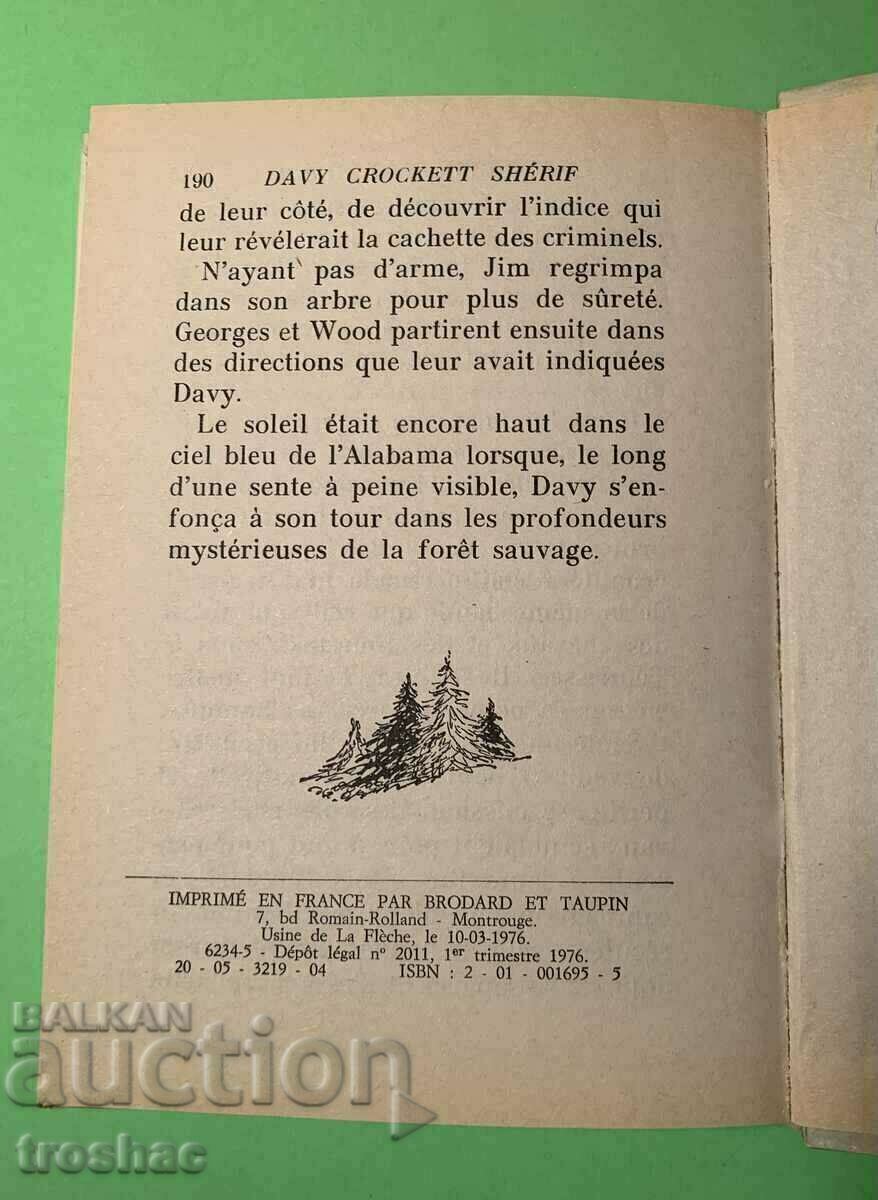 190 DAVY CROCKETT SHÉRIF
de leur côté, de découvrir l'indice qui
leur révélerait la cachette des criminels.
N'ayant pas d'arme, Jim regrimpa
dans son arbre pour plus de sûreté.
Georges et Wood partirent ensuite dans
des directions que leur avait indiquées
Davy.
Le soleil était encore haut dans le
ciel bleu de l'Alabama lorsque, le long
d'une sente à peine visible, Davy s'en-
fonça à son tour dans les profondeurs
mystérieuses de la forêt sauvage.
IMPRIMÉ EN FRANCE PAR BRODARD ET TAUPIN
7, bd Romain-Rolland - Montrouge.
Usine de La Flèche, le 10-03-1976.
6234-5 - Dépôt légal n° 2011, 1er trimestre 1976.
20 - 05 - 3219 - 04 ISBN : 2 - 01 - 001695 - 5
BALKAN
auction
troshac